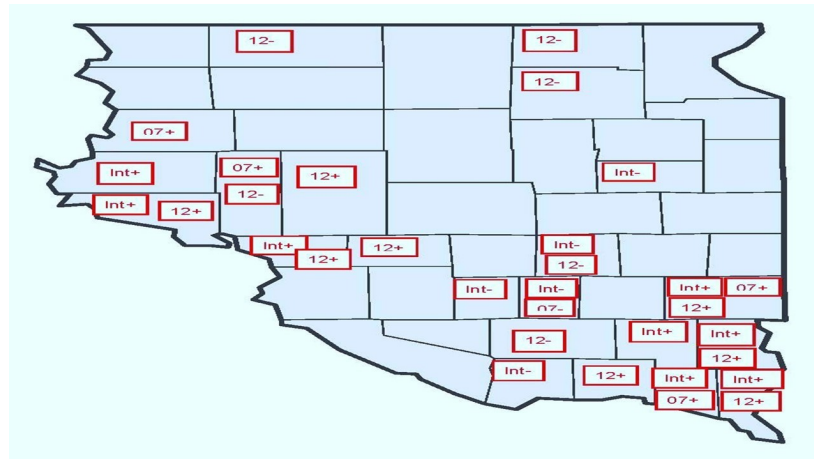 12- 12-
12-
07+
Int+ 07+ 12+ Int-
12-
Int+ 12+
Int+ 12+ Int-
12+ 12-
Int- Int- Int+ 07+
07- 12+
12- Int+ Int+
12+
Int- 12+ Int+ Int+
07+ 12+